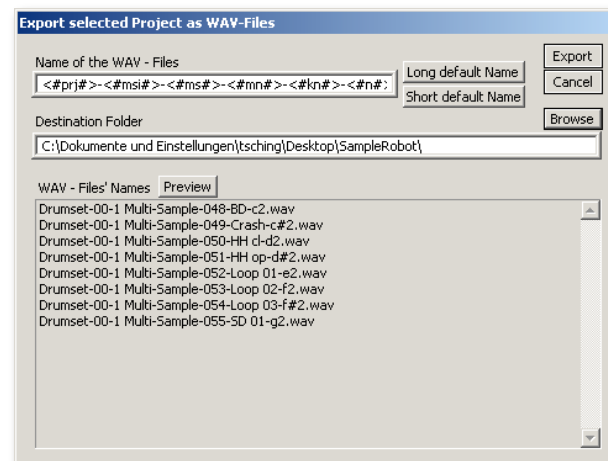 Export selected Project as WAV-Files
Name of the WAV - Files
<#prj#>-<#msi#>-<#ms#>-<#mn#>-<#kn#>-<#n#:
Long default Name
Short default Name
Export
Cancel
Destination Folder
Browse
C:\Dokumente und Einstellungen\tsching\Desktop\SampleRobot\
WAV - Files' Names Preview
Drumset-00-1 Multi-Sample-048-BD-c2.wav
Drumset-00-1 Multi-Sample-049-Crash-c#2.wav
Drumset-00-1 Multi-Sample-050-HH cl-d2.wav
Drumset-00-1 Multi-Sample-051-HH op-d#2.wav
Drumset-00-1 Multi-Sample-052-Loop 01-e2.wav
Drumset-00-1 Multi-Sample-053-Loop 02-f2.wav
Drumset-00-1 Multi-Sample-054-Loop 03-f#2.wav
Drumset-00-1 Multi-Sample-055-SD 01-g2.wav